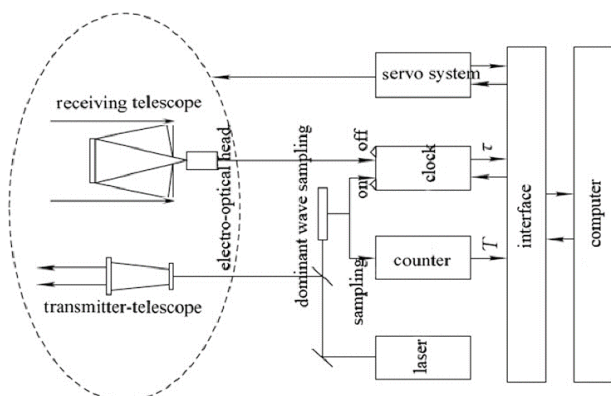 servo system
receiving telescope
electro-optical head
dominant wave sampling
off
on
clock
τ
T
sampling
counter
interface
computer
transmitter-telescope
laser